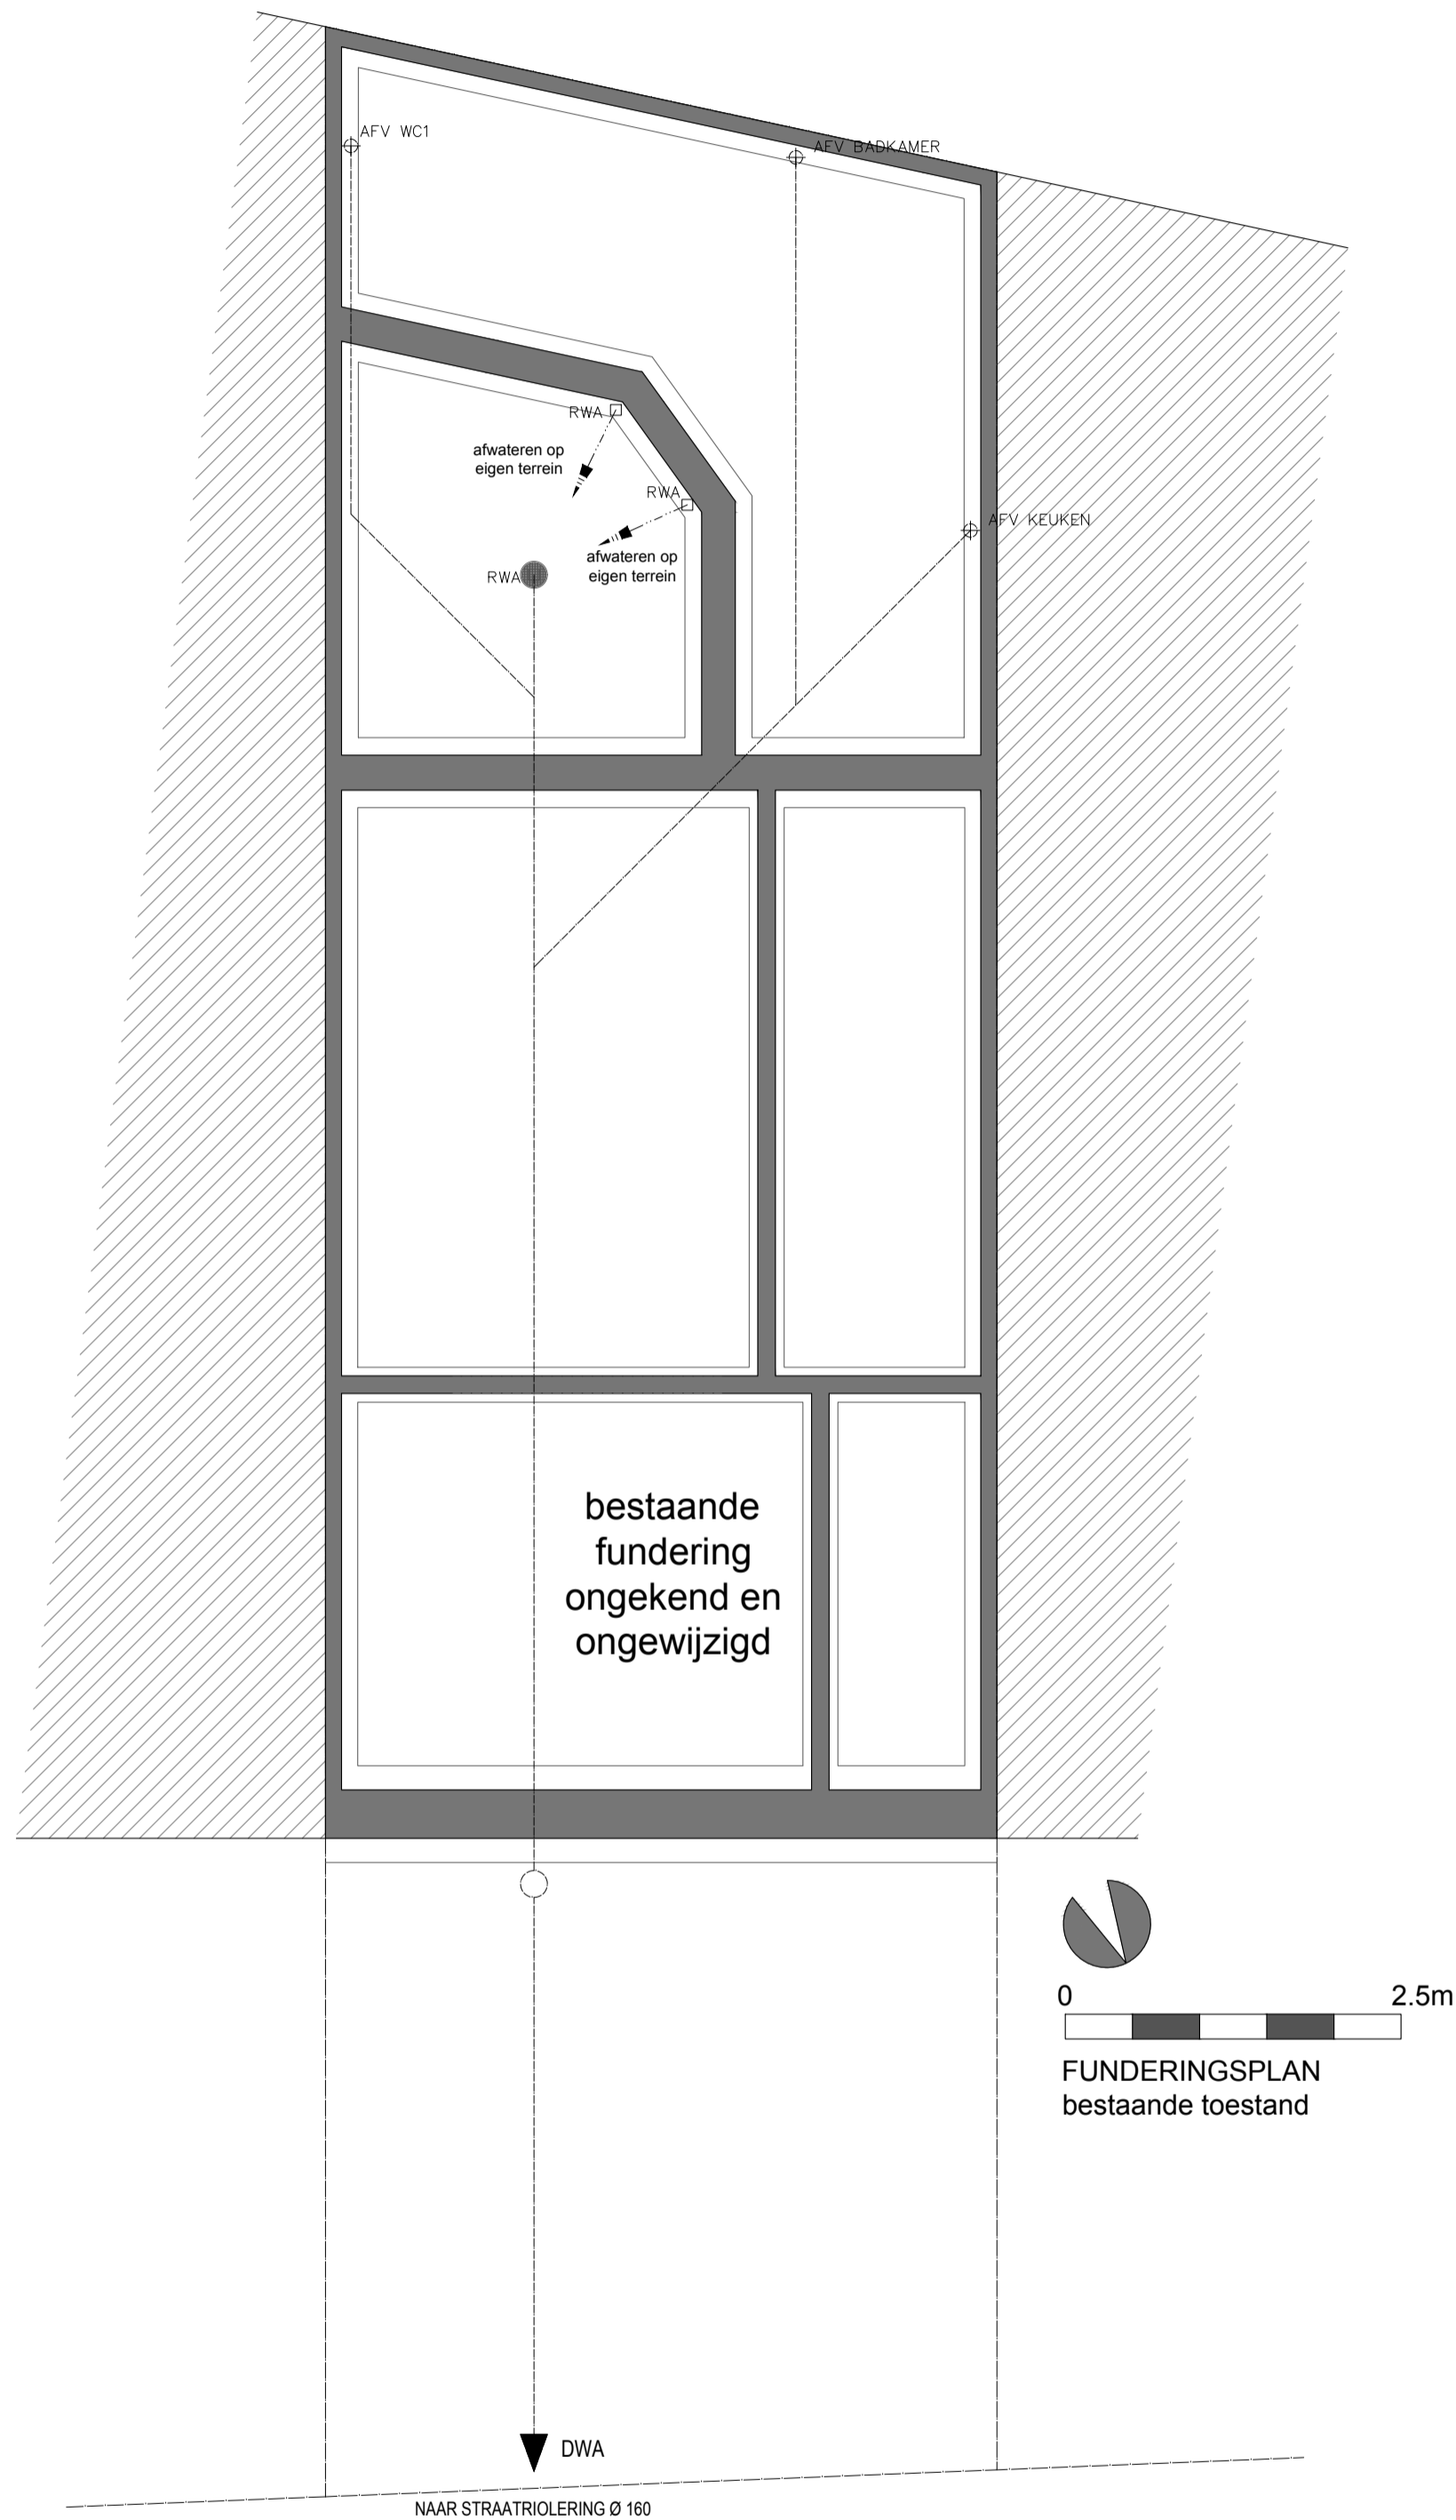 AFV WC1
AFV BADKAMER
RWA
afwateren op
eigen terrein
RWA
AFV KEUKEN
afwateren op
eigen terrein
RWA
bestaande
fundering
ongekend en
ongewijzigd
0 2.5m
FUNDERINGSPLAN
bestaande toestand
DWA
NAAR STRAATRIOLERING Ø 160